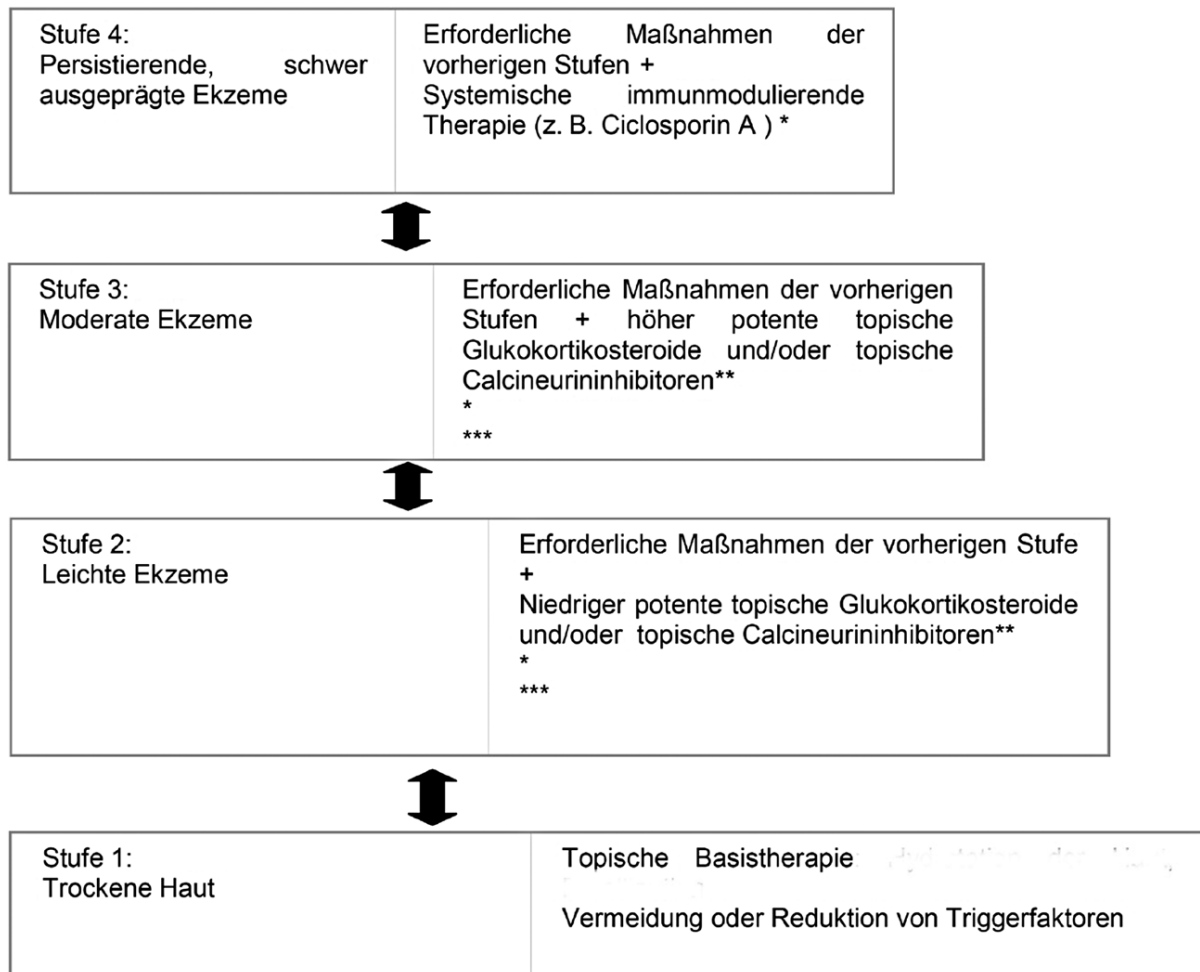 Stufe 4:
Persistierende, schwer
ausgeprägte Ekzeme
Erforderliche Maßnahmen der
vorherigen Stufen +
Systemische immunmodulierende
Therapie (z. B. Ciclosporin A ) *
Stufe 3:
Moderate Ekzeme
Erforderliche Maßnahmen der vorherigen
Stufen + höher potente topische
Glukokortikosteroide und/oder topische
Calcineurininhibitoren**
*
***
Stufe 2:
Leichte Ekzeme
Erforderliche Maßnahmen der vorherigen Stufe
+
Niedriger potente topische Glukokortikosteroide
und/oder topische Calcineurininhibitoren**
*
***
Stufe 1:
Trockene Haut
Topische Basistherapie
Vermeidung oder Reduktion von Triggerfaktoren